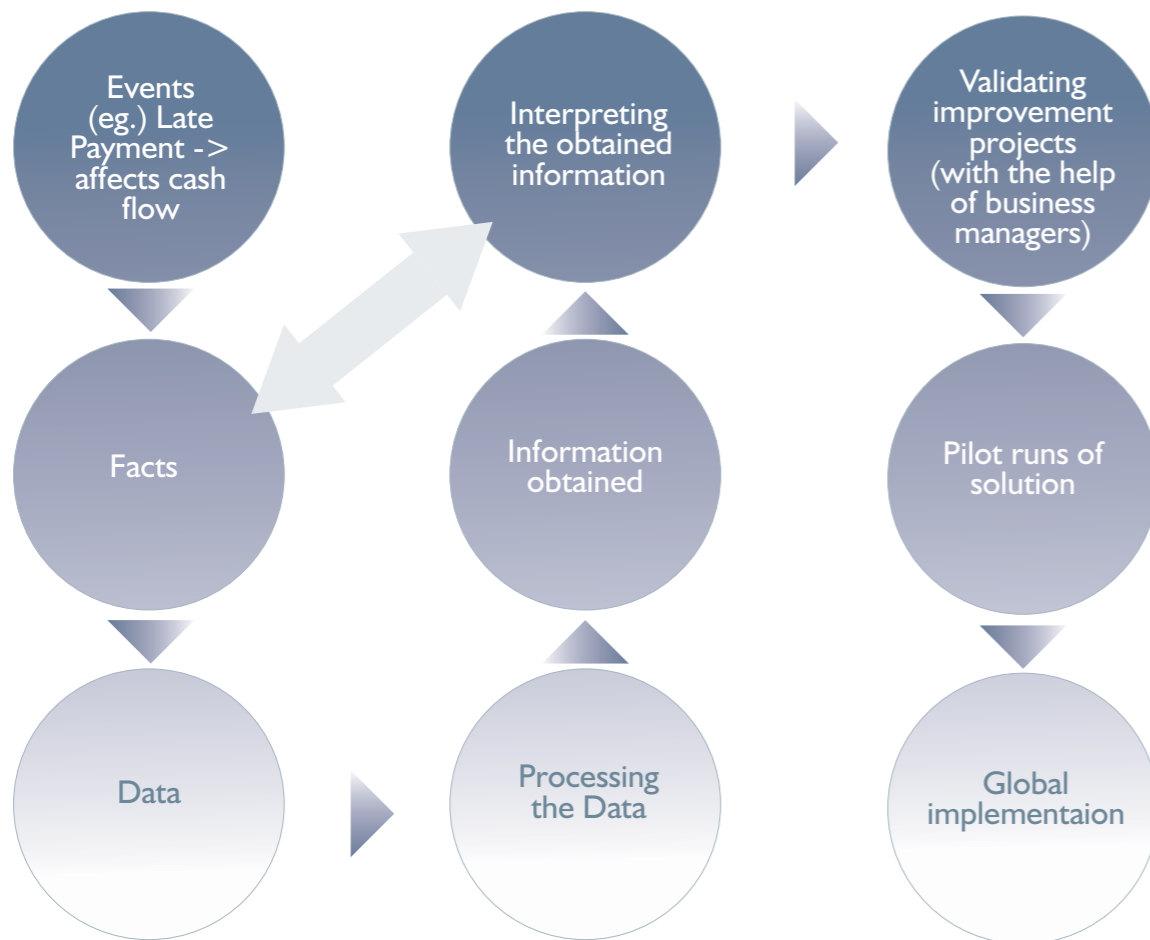 Events
(eg.) Late
Payment ->
affects cash
flow
Facts
Data
Interpreting
the obtained
information
Information
obtained
Processing
the Data
Validating
improvement
projects
(with the help
of business
managers)
Pilot runs of
solution
Global
implementaion